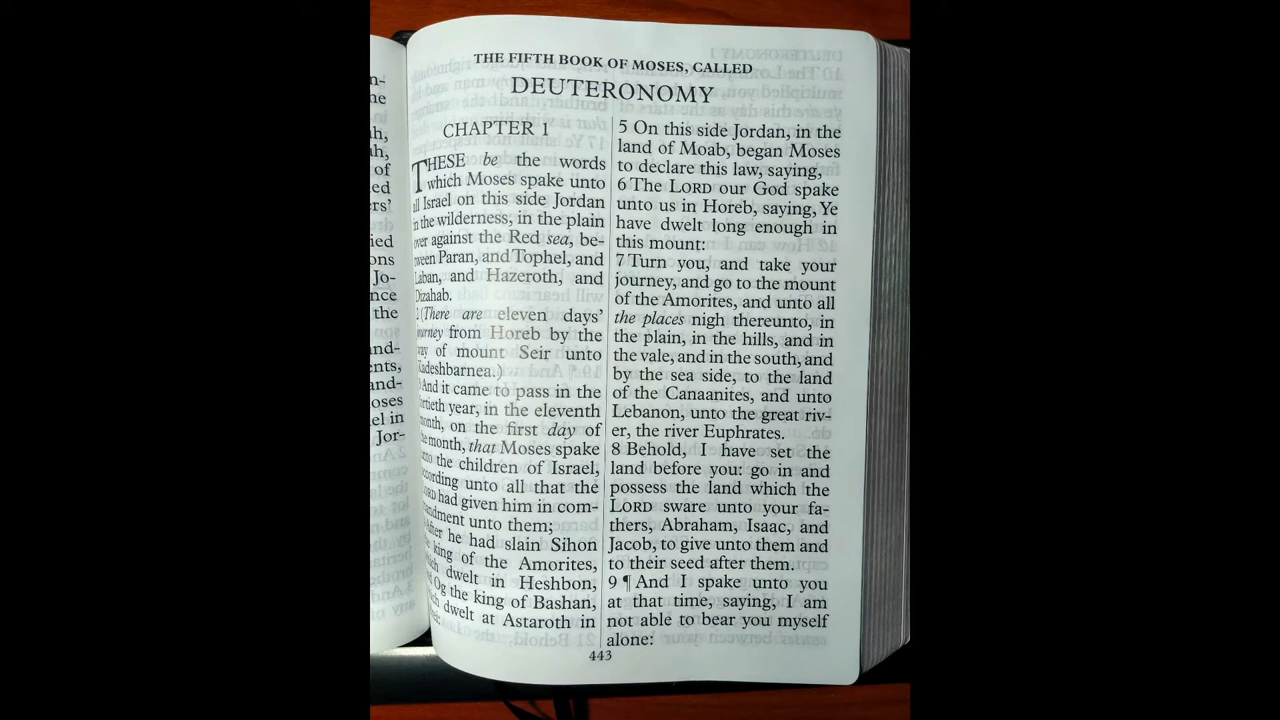 THE FIFTH BOOK OF MOSES, CALLED
DEUTERONOMY
CHAPTER 1
THESE be the words
which Moses spake unto
all Israel on this side Jordan
in the wilderness, in the plain
over against the Red sea, be-
tween Paran, and Tophel, and
Laban, and Hazeroth, and
Dizahab.
2 (There are eleven days'
journey from Horeb by the
way of mount Seir unto
Kadeshbarnea.)
3 And it came to pass in the
fortieth year, in the eleventh
month, on the first day of
the month, that Moses spake
unto the children of Israel,
according unto all that the
LORD had given him in com-
mandment unto them;
After he had slain Sihon
the king of the Amorites,
which dwelt in Heshbon,
and Og the king of Bashan,
which dwelt at Astaroth in
5 On this side Jordan, in the
land of Moab, began Moses
to declare this law, saying,
6 The LORD our God spake
unto us in Horeb, saying, Ye
have dwelt long enough in
this mount:
7 Turn you, and take your
journey, and go to the mount
of the Amorites, and unto all
the places nigh thereunto, in
the plain, in the hills, and in
the vale, and in the south, and
by the sea side, to the land
of the Canaanites, and unto
Lebanon, unto the great riv-
er, the river Euphrates.
8 Behold, I have set the
land before you: go in and
possess the land which the
LORD sware unto your fa-
thers, Abraham, Isaac, and
Jacob, to give unto them and
to their seed after them.
9 ¶ And I spake unto you
at that time, saying, I am
not able to bear you myself
alone:
443